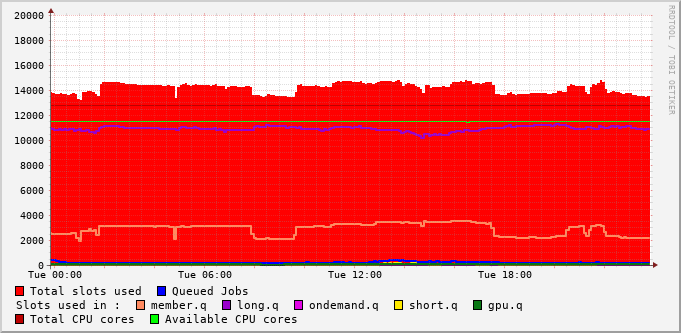 20000
18000
16000
14000
12000
10000
8000
6000
4000
2000
0
Tue 00:00 Tue 06:00 Tue 12:00 Tue 18:00
RRDTOOL / TOBI OETIKER
Total slots used Queued Jobs
Slots used in : member.q long.q ondemand.q short.q gpu.q
Total CPU cores Available CPU cores